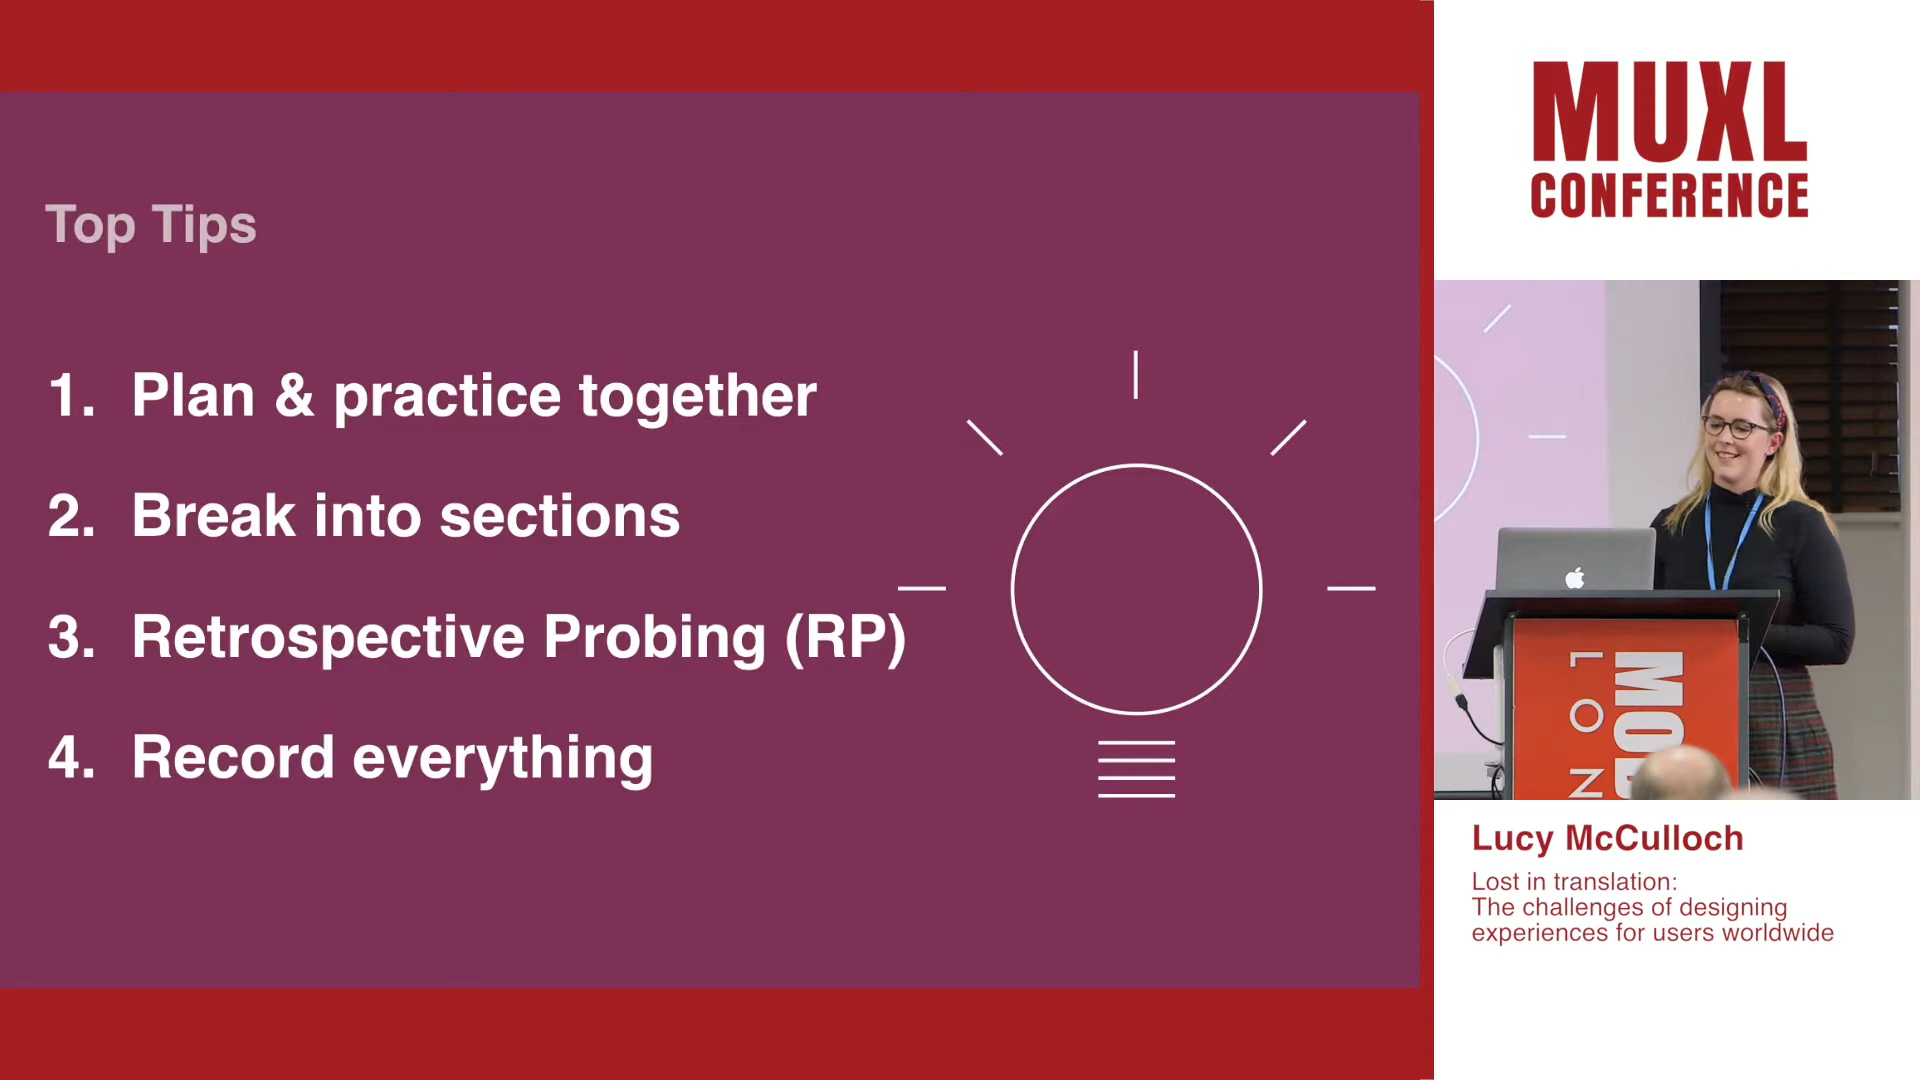 Top Tips
1. Plan & practice together
2. Break into sections
3. Retrospective Probing (RP)
4. Record everything
MUXL
CONFERENCE
MOB
L O N
Lucy McCulloch
Lost in translation:
The challenges of designing
experiences for users worldwide